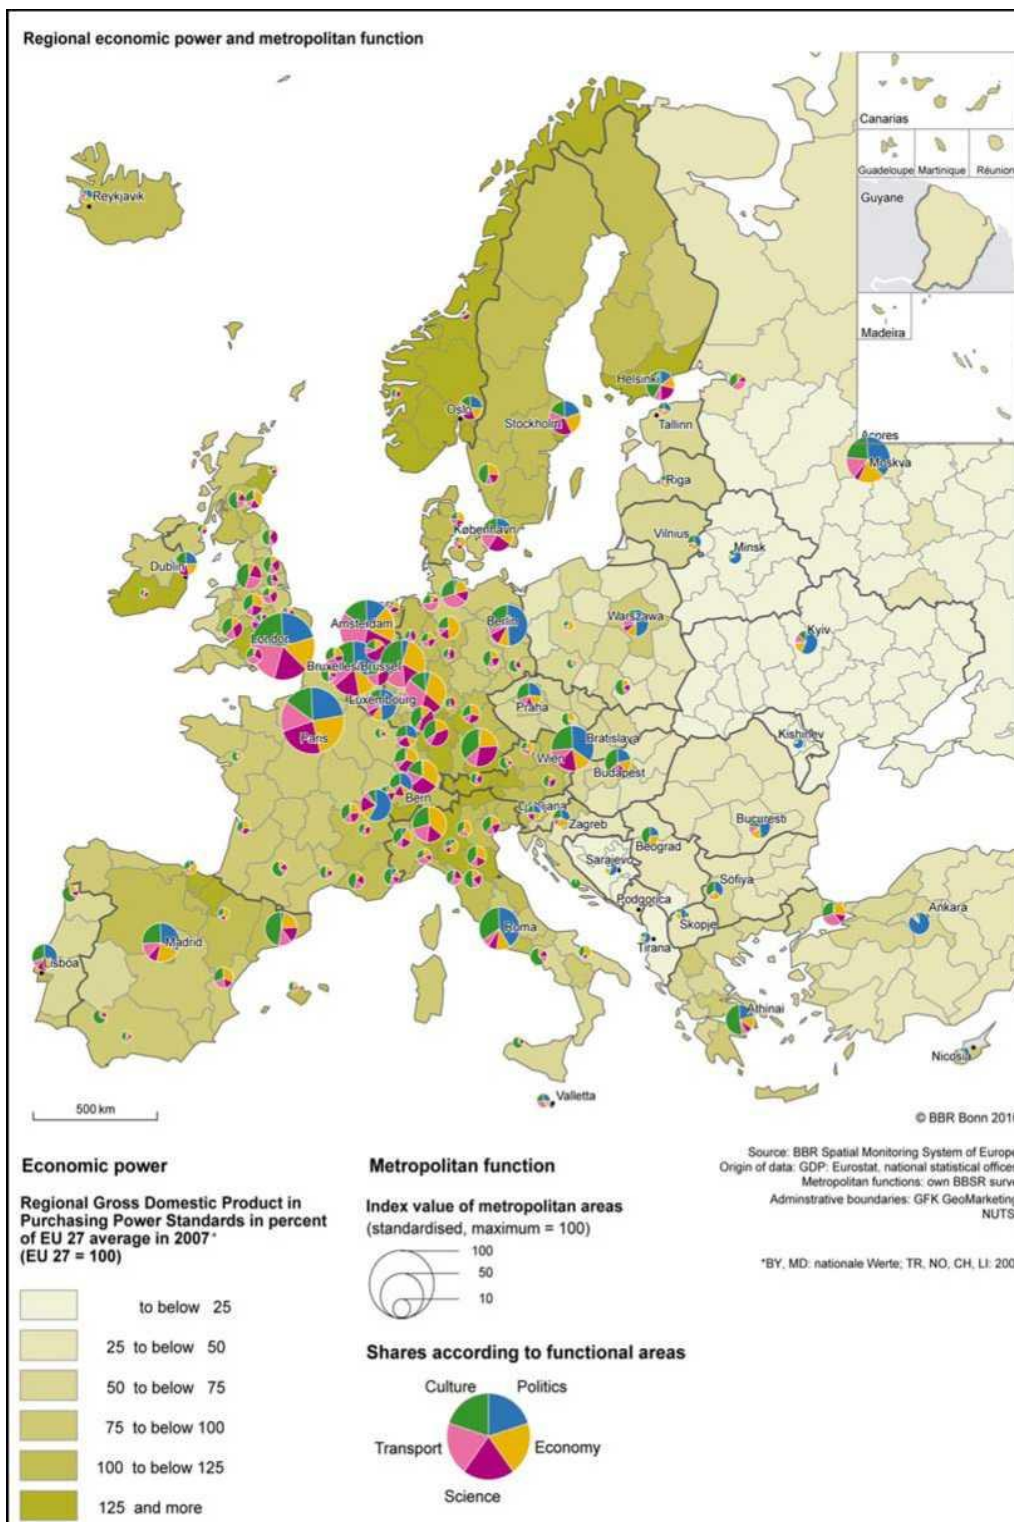 Regional economic power and metropolitan function
Canarias
Guadeloupe Martinique Réunion
Guyane
Madeira
Açores
Reykjavik
Helsinki
Oslo
Stockholm
Tallinn
Moskva
Riga
København
Vilnius
Minsk
Dublin
London
Amsterdam
Berlin
Warszawa
Kyiv
Bruxelles/Brussel
Luxembourg
Praha
Paris
Kishinev
Wien
Bratislava
Budapest
Bern
Ljubljana
Zagreb
Bucuresti
Beograd
Sarajevo
Sofiya
Podgorica
Skopje
Ankara
Roma
Tirana
Madrid
Lisboa
Athinai
Nicosia
Valletta
500 km
© BBR Bonn 2010
Economic power
Regional Gross Domestic Product in
Purchasing Power Standards in percent
of EU 27 average in 2007*
(EU 27 = 100)
to below 25
25 to below 50
50 to below 75
75 to below 100
100 to below 125
125 and more
Metropolitan function
Index value of metropolitan areas
(standardised, maximum = 100)
100
50
10
Shares according to functional areas
Culture
Politics
Transport
Economy
Science
Source: BBR Spatial Monitoring System of Europe
Origin of data: GDP: Eurostat, national statistical offices
Metropolitan functions: own BBSR
Adminstrative boundaries: GFK GeoMarketing
NUTS
*BY, MD: nationale Werte; TR, NO, CH, LI: